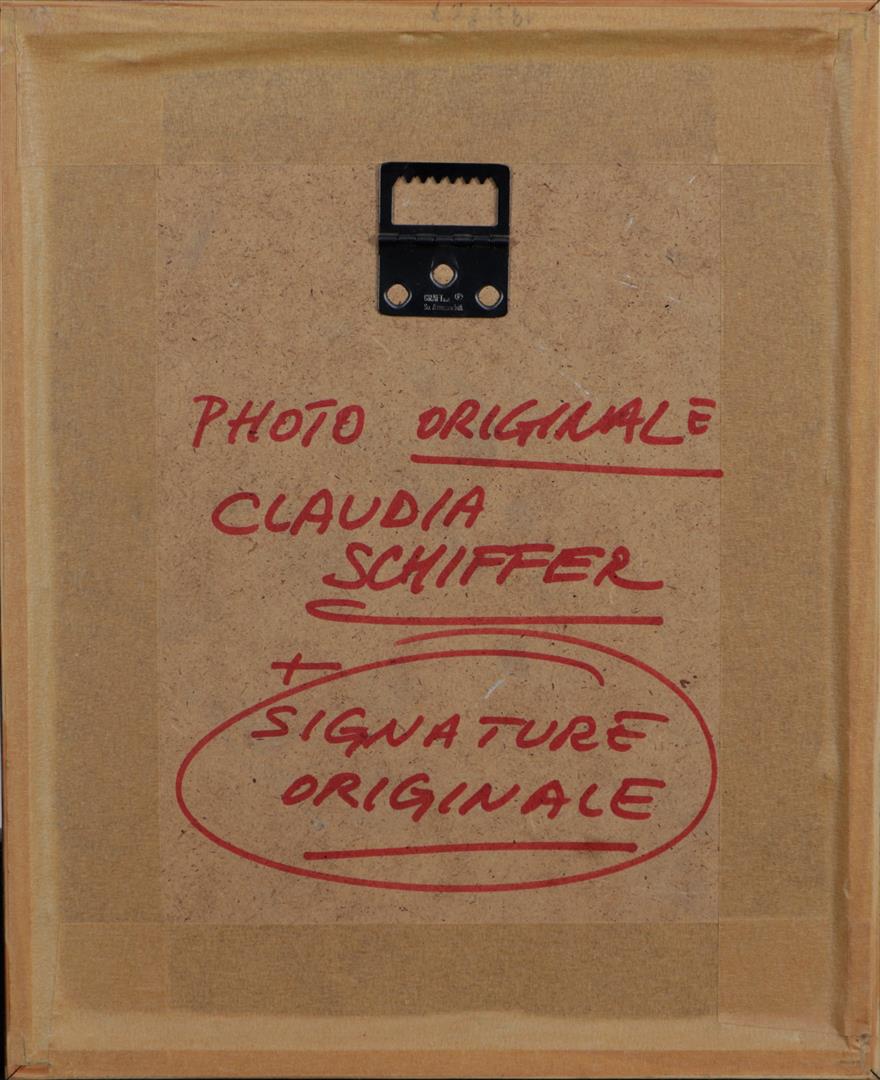 PHOTO ORIGINALE
CLAUDIA
SCHIFFER
+
SIGNATURE
ORIGINALE